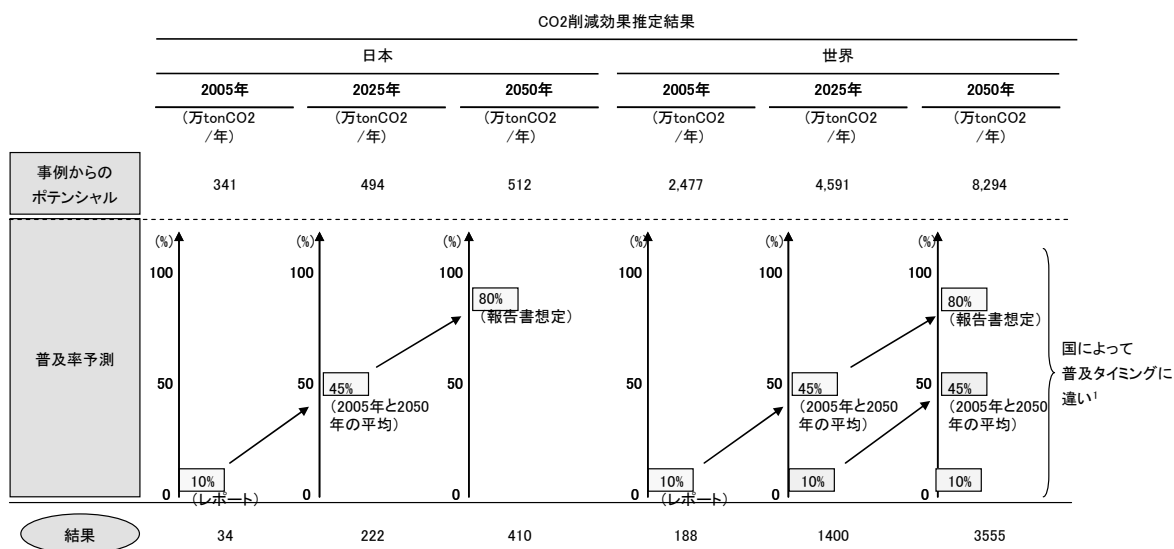 CO2削減効果推定結果
日本
世界
2005年
2025年
2050年
2005年
2025年
2050年
(万tonCO2
/年)
(万tonCO2
/年)
(万tonCO2
/年)
(万tonCO2
/年)
(万tonCO2
/年)
(万tonCO2
/年)
事例からの
ポテンシャル
341
494
512
2,477
4,591
8,294
普及率予測
(%)
100
50
0
10%
(レポート)
(%)
100
50
0
45%
(2005年と2050
年の平均)
(%)
100
50
0
80%
(報告書想定)
(%)
100
50
0
10%
(レポート)
(%)
100
50
0
45%
(2005年と2050
年の平均)
10%
(%)
100
50
0
80%
(報告書想定)
45%
(2005年と2050
年の平均)
10%
国によって
普及タイミングに
違い¹
結果
34
222
410
188
1400
3555